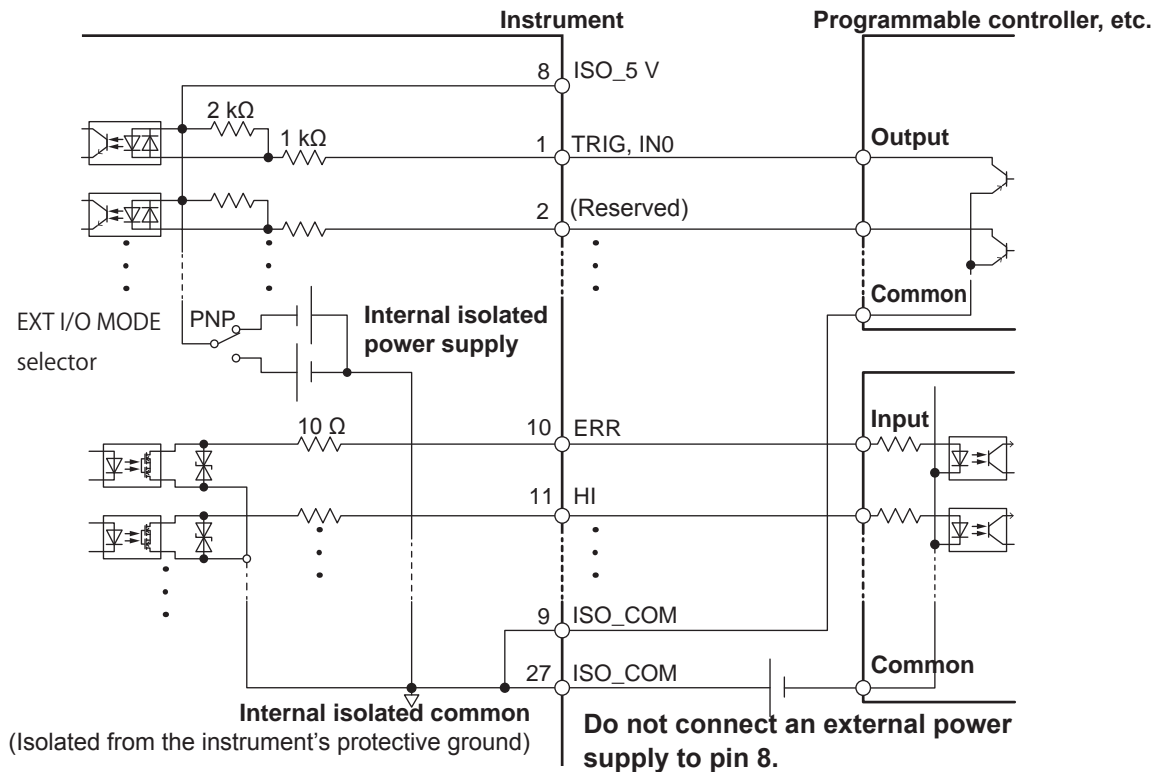 Instrument
Programmable controller, etc.
8 ISO_5 V
2 kΩ
1 kΩ
1 TRIG, IN0
Output
2 (Reserved)
Common
EXT I/O MODE
selector
PNP
Internal isolated
power supply
Input
10 Ω
10 ERR
11 HI
9 ISO_COM
27 ISO_COM
Common
Internal isolated common
(Isolated from the instrument's protective ground)
Do not connect an external power
supply to pin 8.